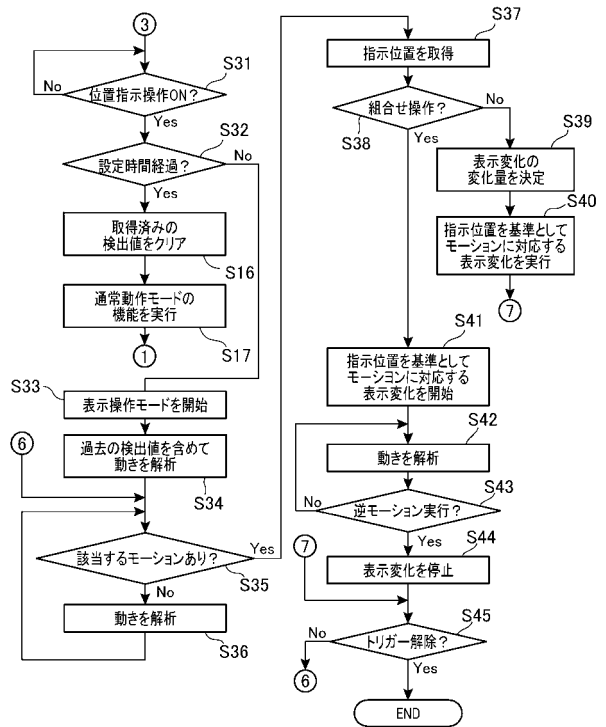 ③
S31
位置指示操作ON？
No
Yes
S32
設定時間経過？
No
Yes
取得済みの
検出値をクリア
S16
通常動作モードの
機能を実行
S17
①
S33
表示操作モードを開始
過去の検出値を含めて
動きを解析
S34
⑥
該当するモーションあり？
Yes
S35
No
動きを解析
S36
S37
指示位置を取得
組合せ操作？
No
S38
Yes
S39
表示変化の
変化量を決定
S40
指示位置を基準として
モーションに対応する
表示変化を実行
⑦
S41
指示位置を基準として
モーションに対応する
表示変化を開始
S42
動きを解析
S43
No
逆モーション実行？
Yes
S44
表示変化を停止
⑦
S45
No
トリガー解除？
Yes
⑥
END